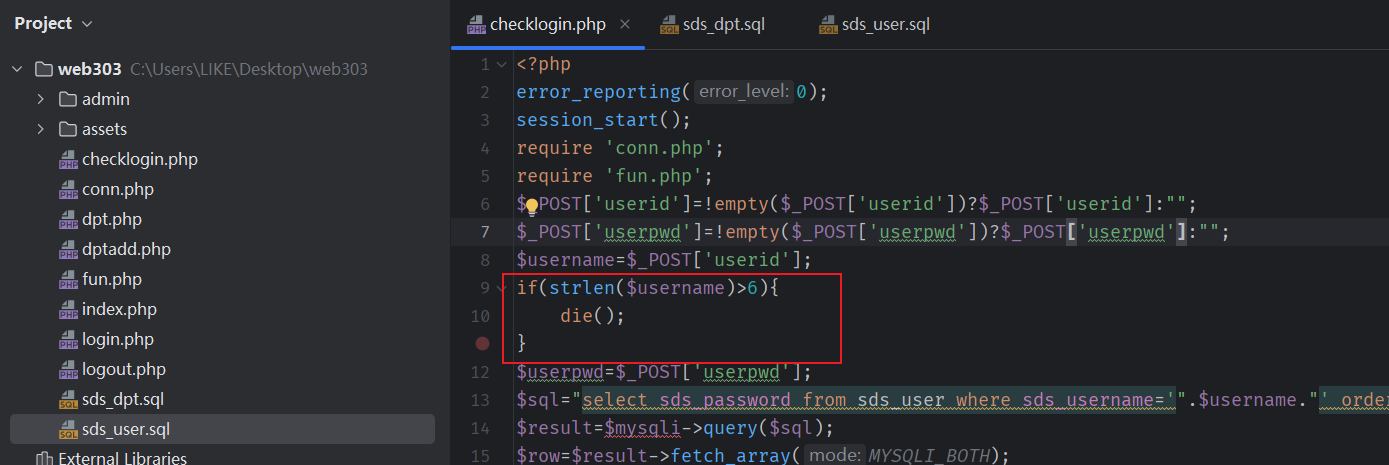 Project
web303 C:\Users\LIKE\Desktop\web303
admin
assets
checklogin.php
conn.php
dpt.php
dptadd.php
fun.php
index.php
login.php
logout.php
sds_dpt.sql
sds_user.sql
External Libraries
checklogin.php × sds_dpt.sql sds_user.sql
1 <?php
2 error_reporting( error_level: 0);
3 session_start();
4 require 'conn.php';
5 require 'fun.php';
6 $_POST['userid']=!empty($_POST['userid'])?$_POST['userid']:"";
7 $_POST['userpwd']=!empty($_POST['userpwd'])?$_POST['userpwd']:"";
8 $username=$_POST['userid'];
9 if(strlen($username)>6){
10 die();
}
12 $userpwd=$_POST['userpwd'];
13 $sql="select sds_password from sds_user where sds_username='".$username."' order
14 $result=$mysqli->query($sql);
15 $row=$result->fetch_array( mode: MYSQLI_BOTH);